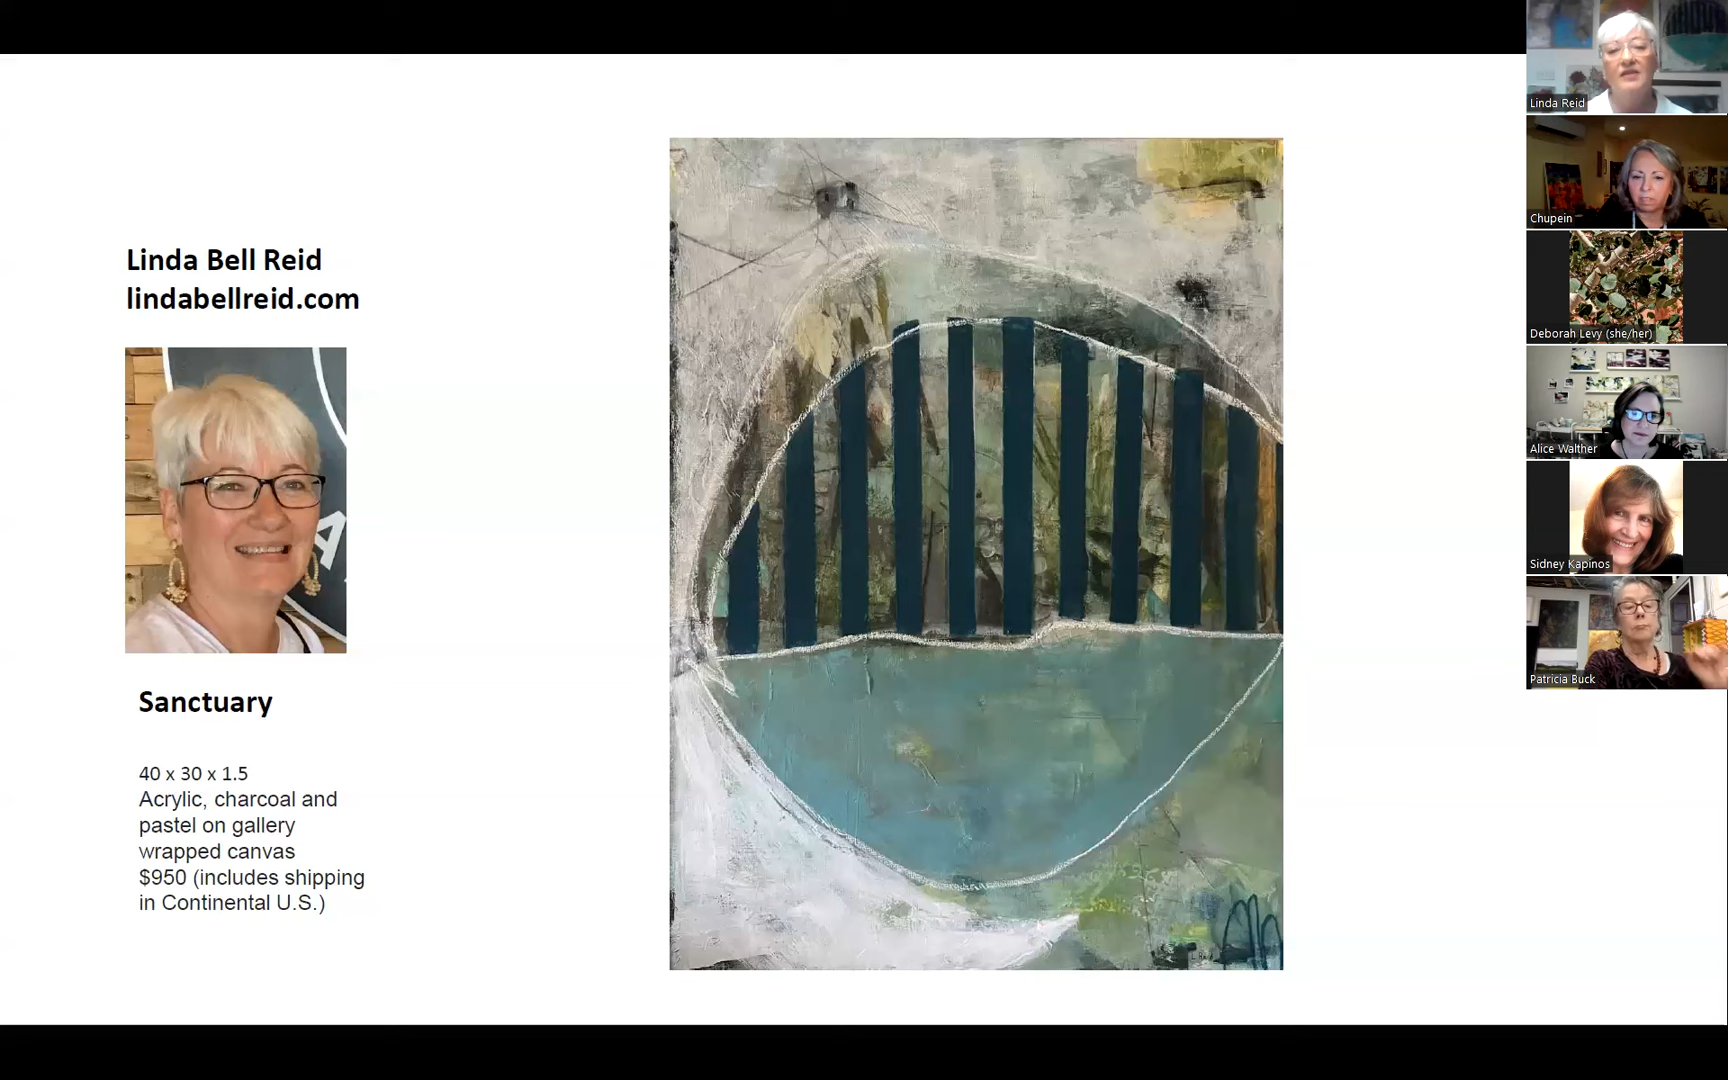 Linda Bell Reid
lindabellreid.com
Sanctuary
40 x 30 x 1.5
Acrylic, charcoal and
pastel on gallery
wrapped canvas
$950 (includes shipping
in Continental U.S.)
A
L Reid
Linda Reid
Chupein
Deborah Levy (she/her)
Alice Walther
Sidney Kapinos
Patricia Buck